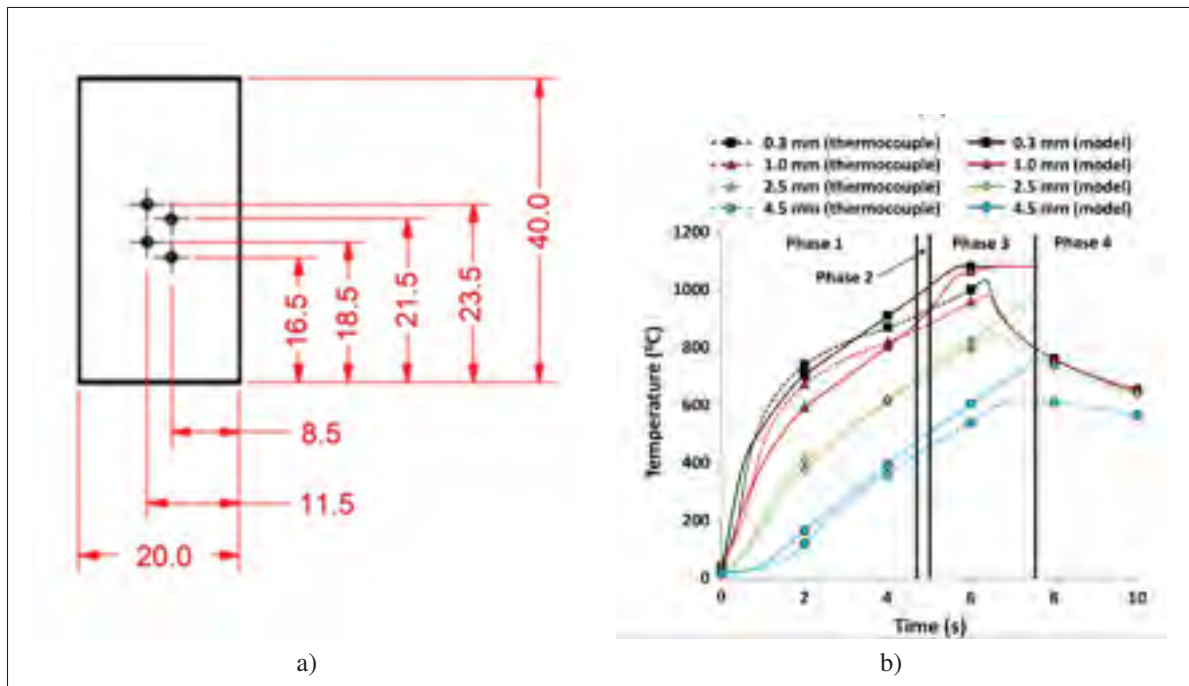 40.0
23.5
21.5
18.5
16.5
8.5
11.5
20.0
a)
0.3 mm (thermocouple)
0.3 mm (model)
1.0 mm (thermocouple)
1.0 mm (model)
2.5 mm (thermocouple)
2.5 mm (model)
4.5 mm (thermocouple)
4.5 mm (model)
1200
1000
800
600
400
200
0
Temperature (°C)
Phase 1
Phase 2
Phase 3
Phase 4
0 2 4 6 8 10
Time (s)
b)